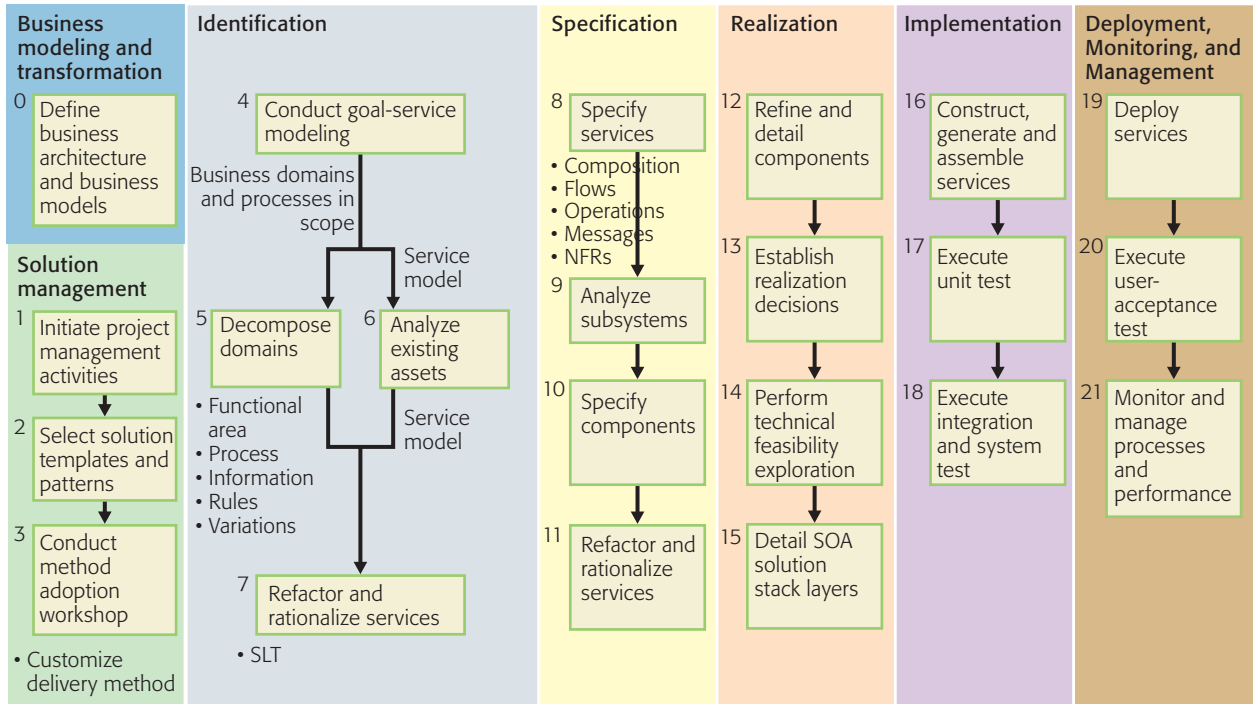 Business
modeling and
transformation
0
Define
business
architecture
and business
models
Solution
management
1
Initiate project
management
activities
2
Select solution
templates and
patterns
3
Conduct
method
adoption
workshop
• Customize
delivery method
Identification
4
Conduct goal-service
modeling
Business domains
and processes in
scope
Service
model
5
Decompose
domains
6
Analyze
existing
assets
• Functional
area
• Process
• Information
• Rules
• Variations
Service
model
7
Refactor and
rationalize services
• SLT
Specification
8
Specify
services
• Composition
• Flows
• Operations
• Messages
• NFRs
9
Analyze
subsystems
10
Specify
components
11
Refactor and
rationalize
services
Realization
12
Refine and
detail
components
13
Establish
realization
decisions
14
Perform
technical
feasibility
exploration
15
Detail SOA
solution
stack layers
Implementation
16
Construct,
generate and
assemble
services
17
Execute
unit test
18
Execute
integration
and system
test
Deployment,
Monitoring, and
Management
19
Deploy
services
20
Execute
user-
acceptance
test
21
Monitor and
manage
processes
and
performance